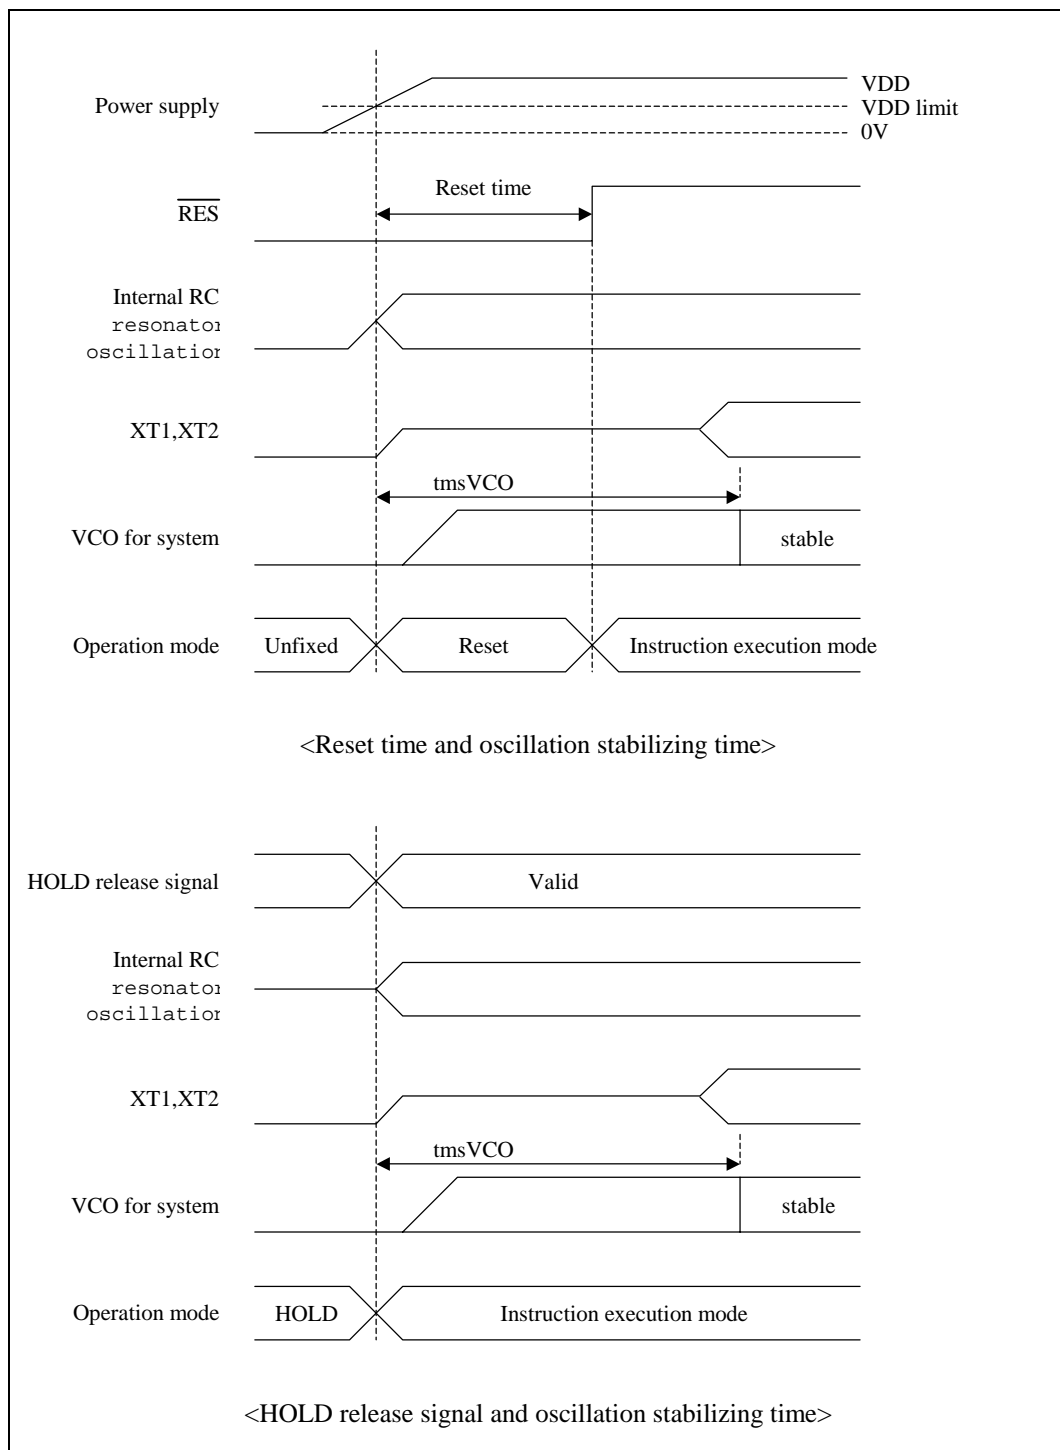 VDD
Power supply
VDD limit
0V
Reset time
RES
Internal RC
resonator
oscillation
XT1,XT2
tmsVCO
VCO for system
stable
Operation mode
Unfixed
Reset
Instruction execution mode
<Reset time and oscillation stabilizing time>
HOLD release signal
Valid
Internal RC
resonator
oscillation
XT1,XT2
tmsVCO
VCO for system
stable
Operation mode
HOLD
Instruction execution mode
<HOLD release signal and oscillation stabilizing time>